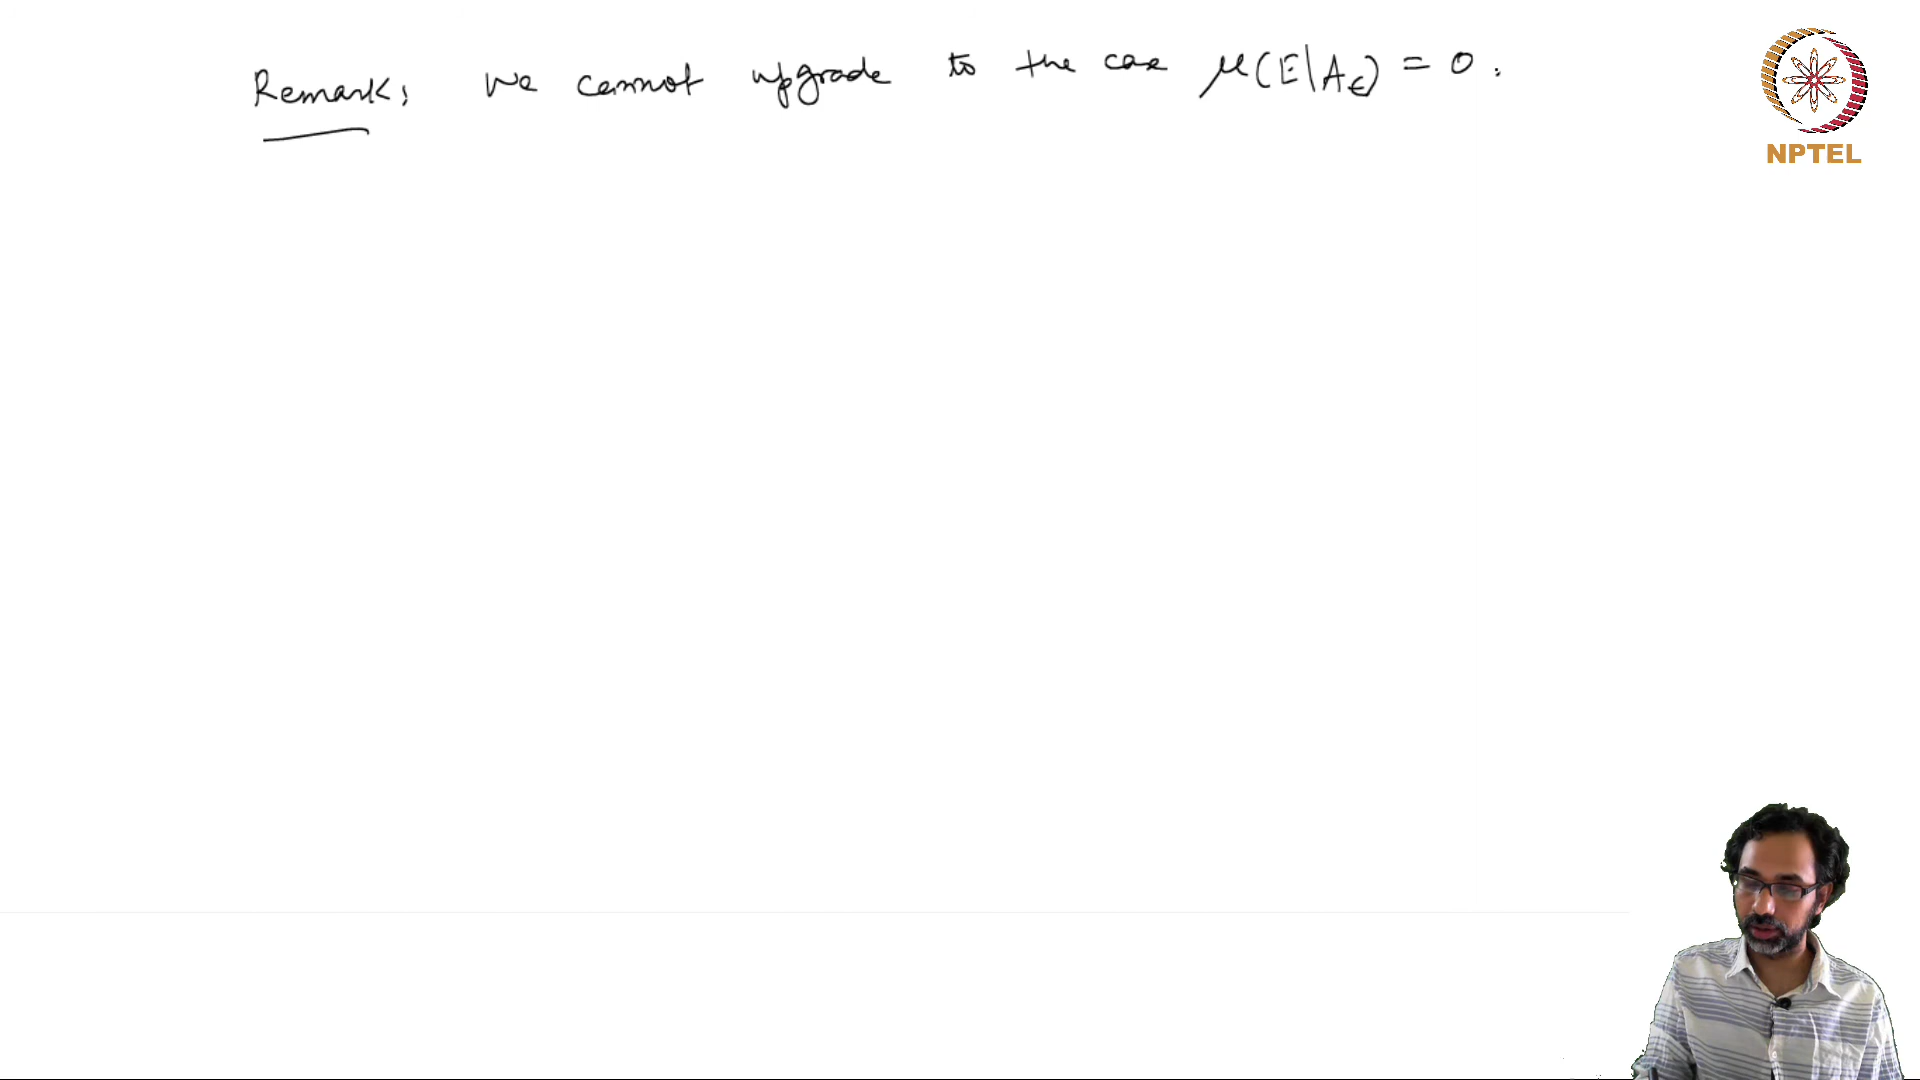 Remark: We cannot upgrade to the case μ(E\A_ε) = 0.
NPTEL